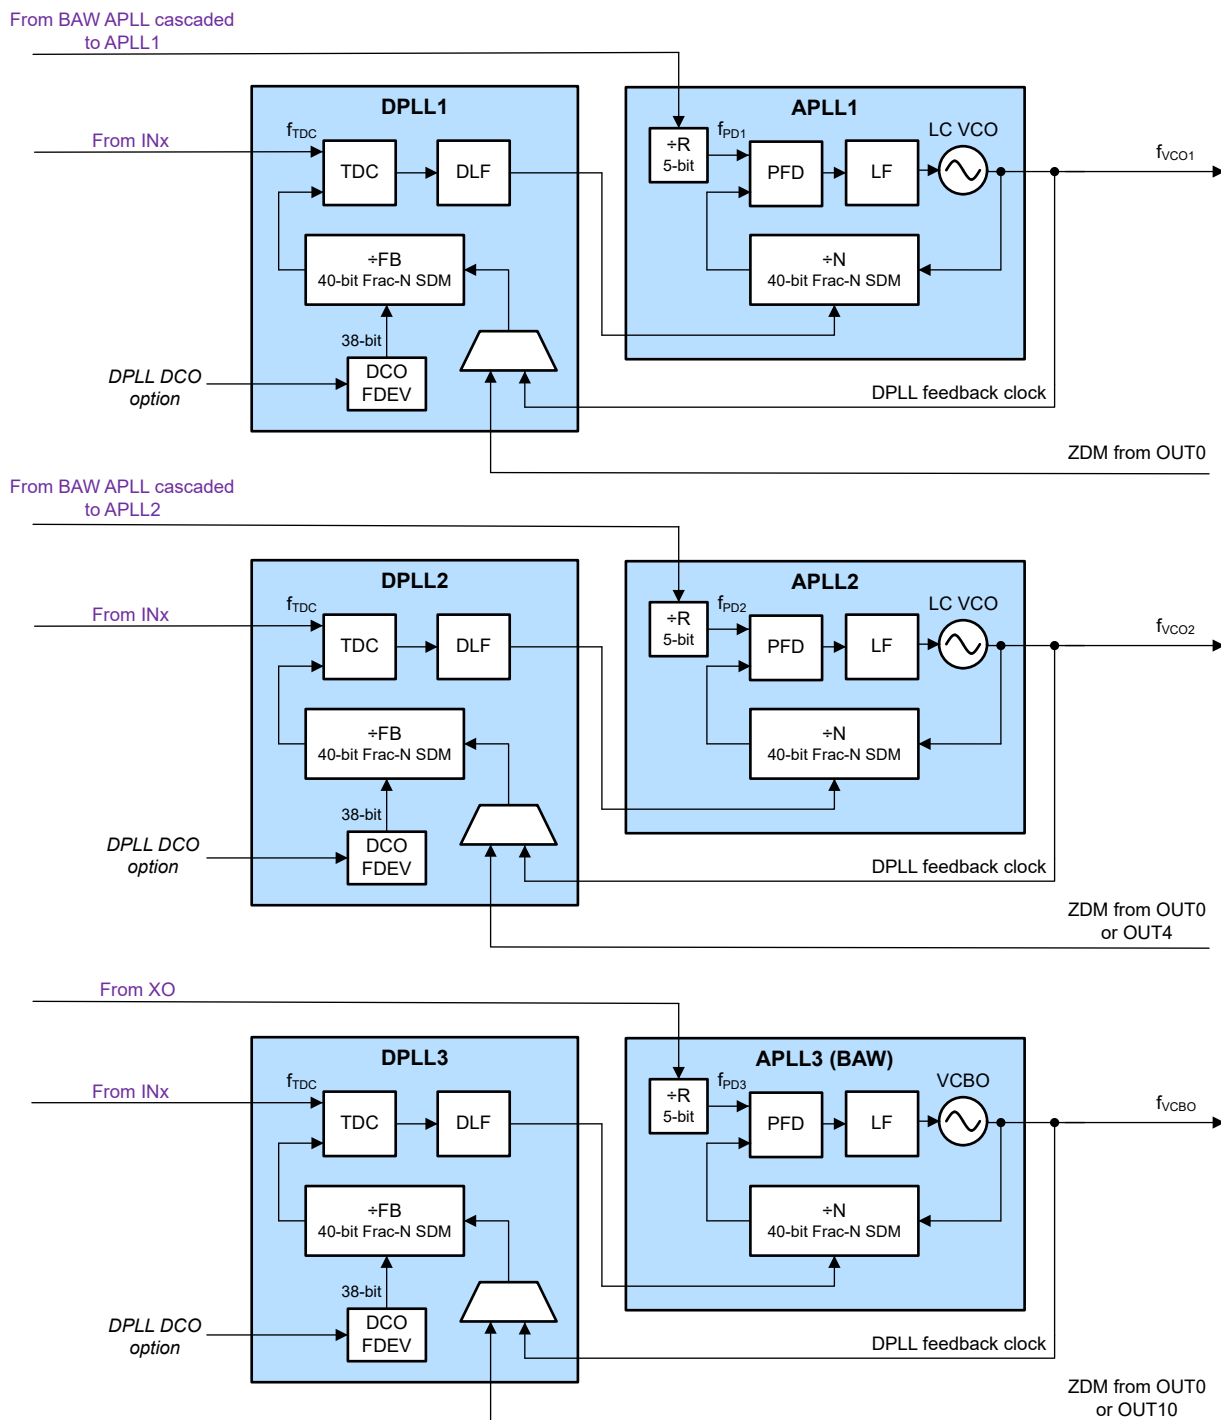 From BAW APLL cascaded
to APLL1
DPLL1
APLL1
From INx
fTDC
TDC
DLF
÷R
5-bit
fPD1
PFD
LF
LC VCO
fVCO1
÷FB
40-bit Frac-N SDM
÷N
40-bit Frac-N SDM
38-bit
DPLL DCO
option
DCO
FDEV
DPLL feedback clock
ZDM from OUT0
From BAW APLL cascaded
to APLL2
DPLL2
APLL2
From INx
fTDC
TDC
DLF
÷R
5-bit
fPD2
PFD
LF
LC VCO
fVCO2
÷FB
40-bit Frac-N SDM
÷N
40-bit Frac-N SDM
38-bit
DPLL DCO
option
DCO
FDEV
DPLL feedback clock
ZDM from OUT0
or OUT4
From XO
DPLL3
APLL3 (BAW)
From INx
fTDC
TDC
DLF
÷R
5-bit
fPD3
PFD
LF
VCBO
fVCBO
÷FB
40-bit Frac-N SDM
÷N
40-bit Frac-N SDM
38-bit
DPLL DCO
option
DCO
FDEV
DPLL feedback clock
ZDM from OUT0
or OUT10